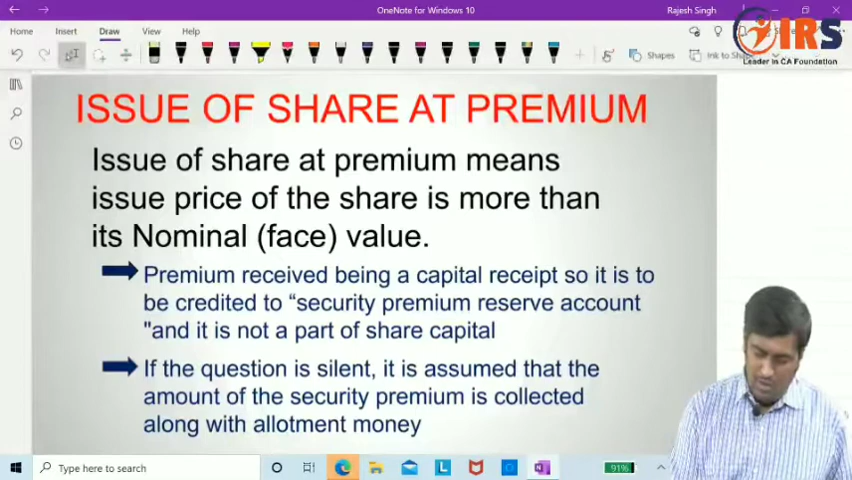 OneNote for Windows 10
Rajesh Singh
Home
Insert
Draw
View
Help
Shapes
Ink to Shape
IRS
Leader in CA Foundation
ISSUE OF SHARE AT PREMIUM
Issue of share at premium means
issue price of the share is more than
its Nominal (face) value.
Premium received being a capital receipt so it is to
be credited to “security premium reserve account
"and it is not a part of share capital
If the question is silent, it is assumed that the
amount of the security premium is collected
along with allotment money
Type here to search
91%